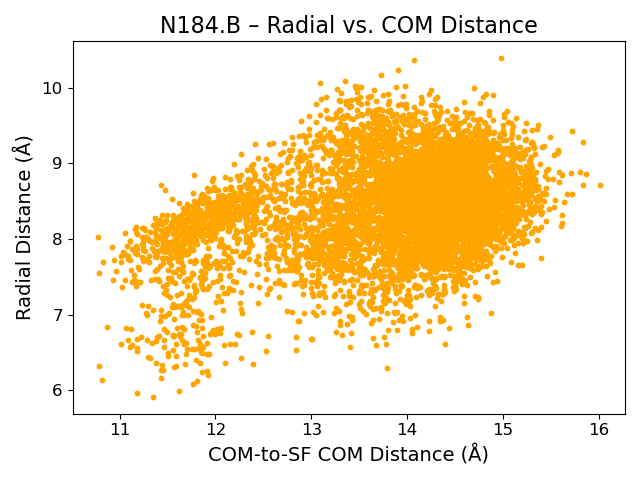 N184.B – Radial vs. COM Distance
Radial Distance (Å)
10
9
8
7
6
11 12 13 14 15 16
COM-to-SF COM Distance (Å)